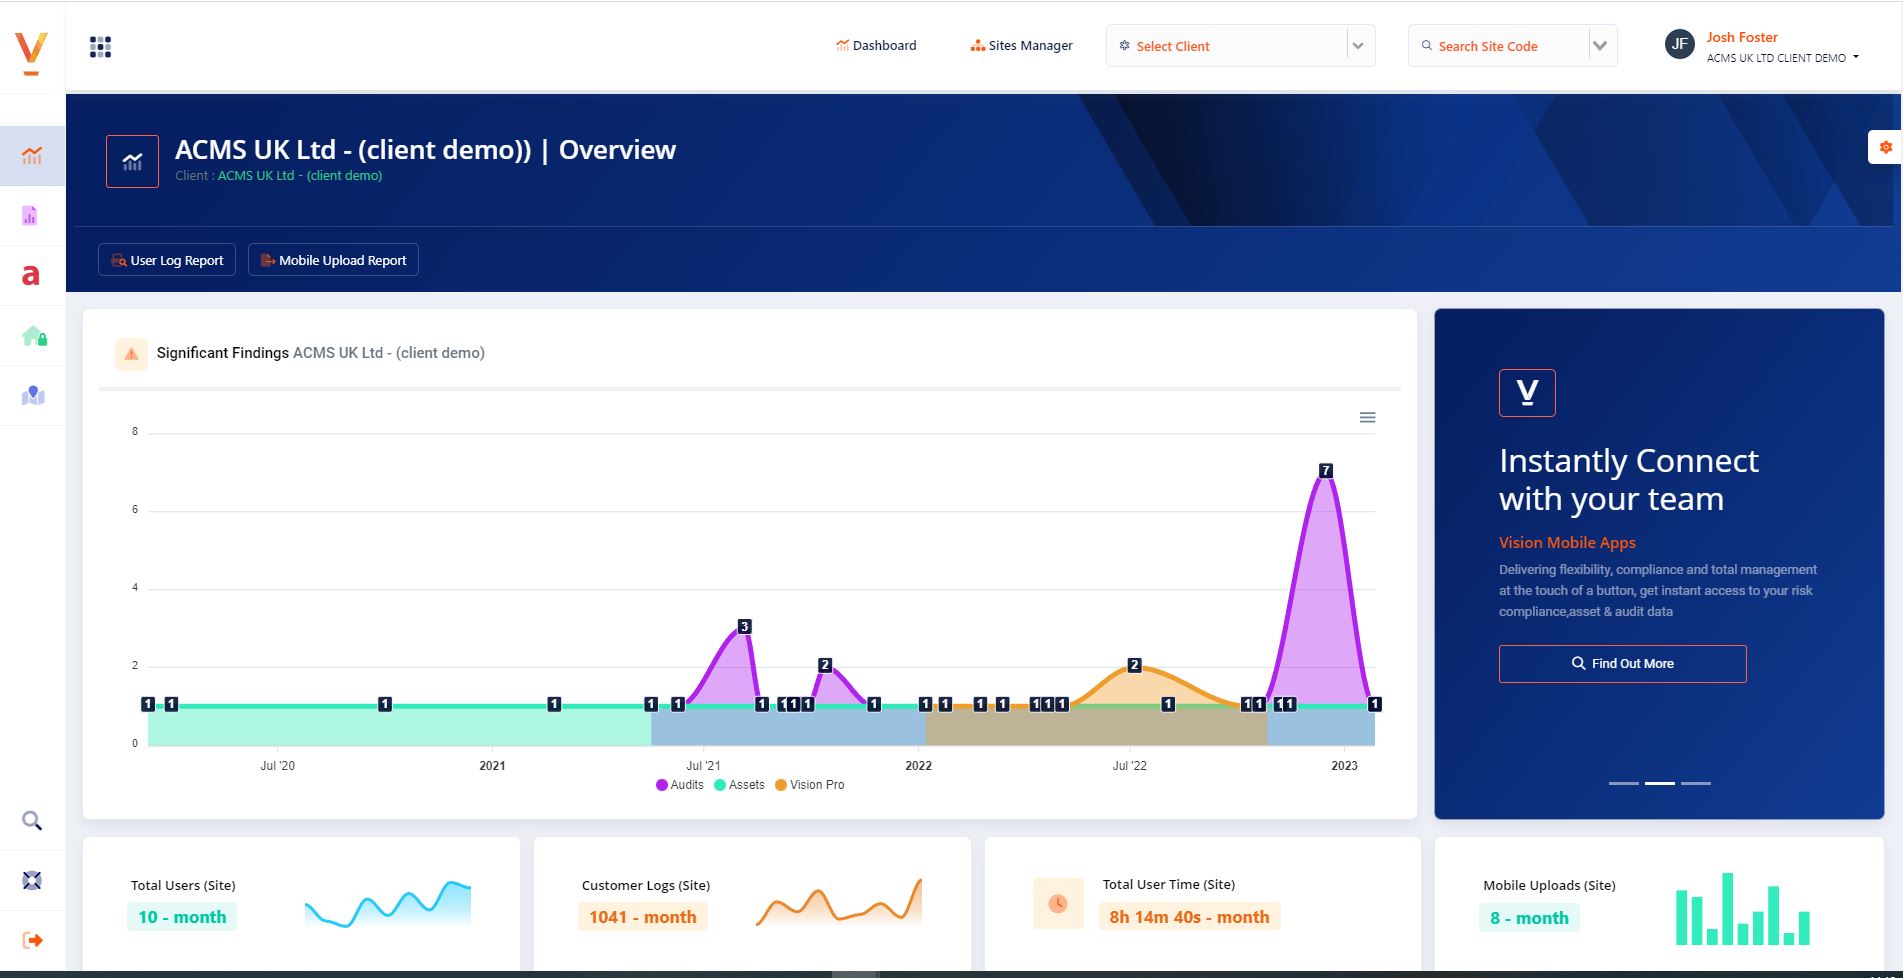 Dashboard
Sites Manager
Select Client
Search Site Code
JF
Josh Foster
ACMS UK LTD CLIENT DEMO
ACMS UK Ltd - (client demo)) | Overview
Client : ACMS UK Ltd - (client demo)
User Log Report
Mobile Upload Report
a
Significant Findings ACMS UK Ltd - (client demo)
8
6
4
2
0
7
3
2
2
1 1 1 1 1 1 1 1 1 1 1 1 1 1 1 1 1 1 1 1 1 1 1 1
Jul '20
2021
Jul '21
2022
Jul '22
2023
Audits
Assets
Vision Pro
V
Instantly Connect
with your team
Vision Mobile Apps
Delivering flexibility, compliance and total management
at the touch of a button, get instant access to your risk
compliance,asset & audit data
Find Out More
Total Users (Site)
10 - month
Customer Logs (Site)
1041 - month
Total User Time (Site)
8h 14m 40s - month
Mobile Uploads (Site)
8 - month